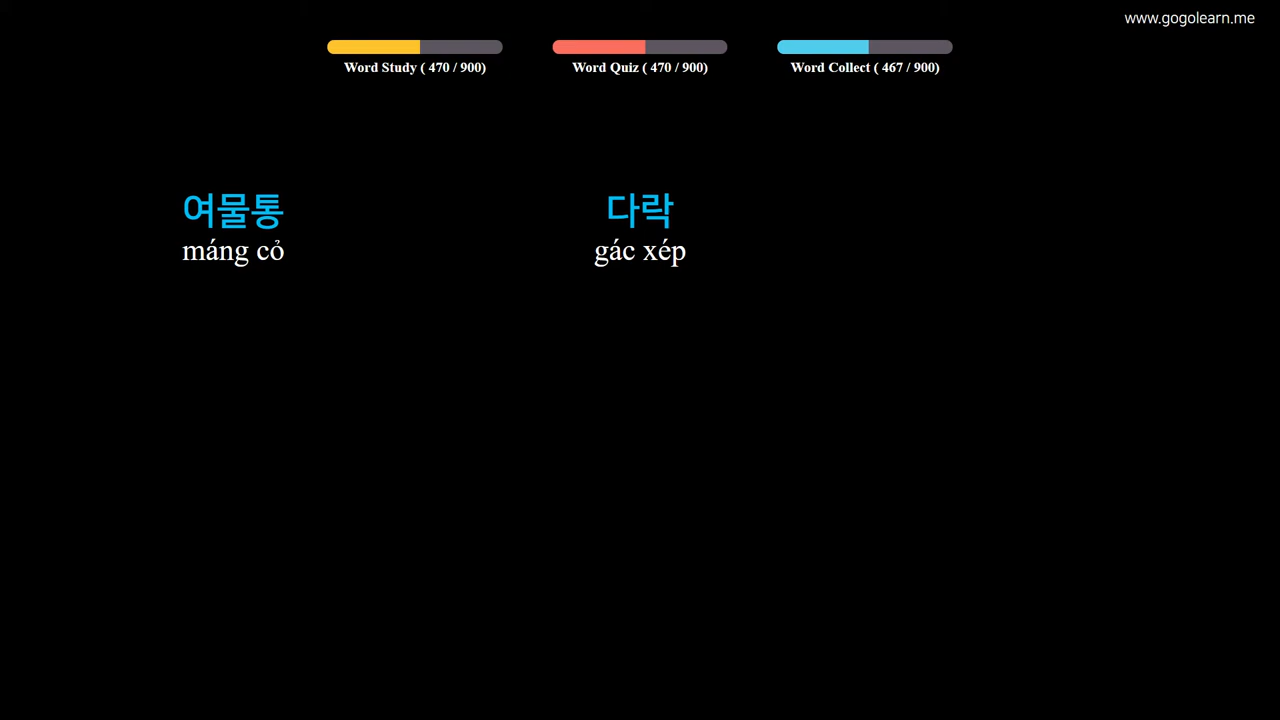 www.gogolearn.me
Word Study ( 470 / 900)
Word Quiz ( 470 / 900)
Word Collect ( 467 / 900)
여물통
máng cỏ
다락
gác xép